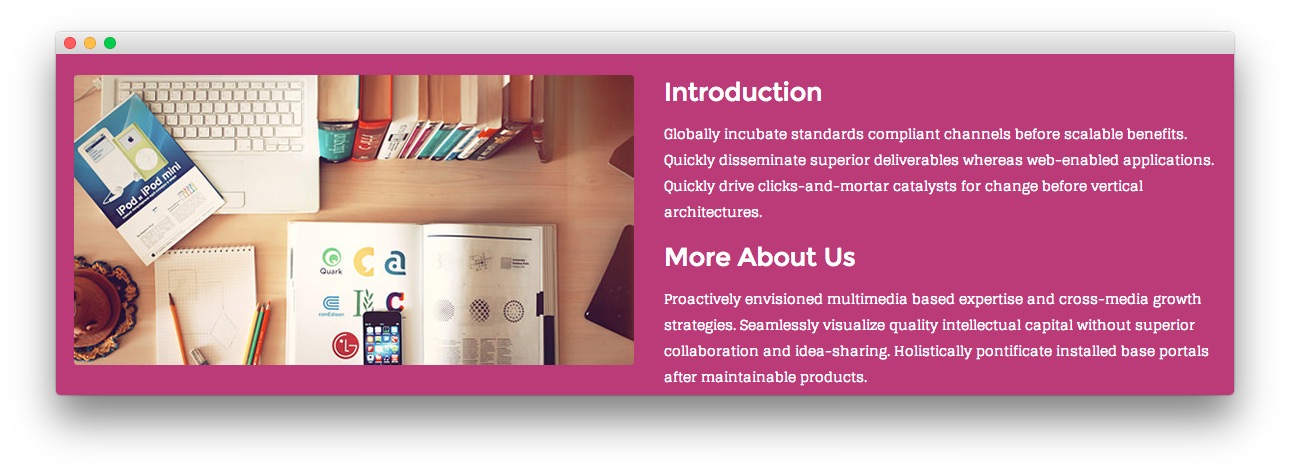 iPod. iPod mini
Quark
C
a
conEdison
C
LG
Introduction
Globally incubate standards compliant channels before scalable benefits.
Quickly disseminate superior deliverables whereas web-enabled applications.
Quickly drive clicks-and-mortar catalysts for change before vertical
architectures.
More About Us
Proactively envisioned multimedia based expertise and cross-media growth
strategies. Seamlessly visualize quality intellectual capital without superior
collaboration and idea-sharing. Holistically pontificate installed base portals
after maintainable products.